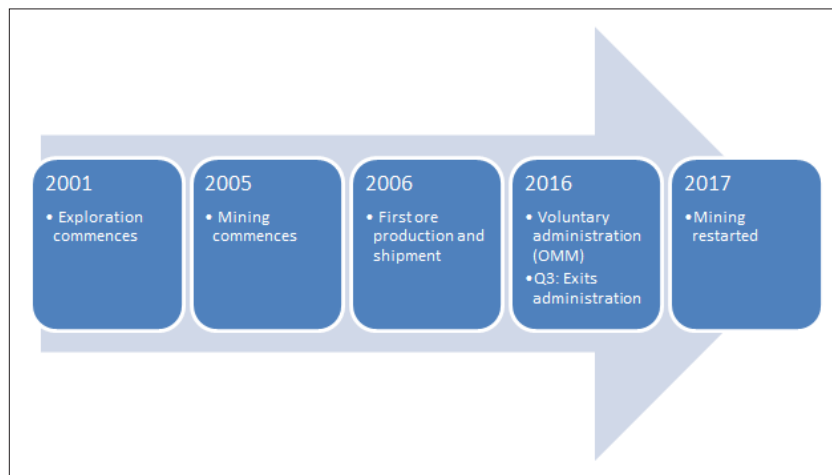 2001
• Exploration
commences
2005
• Mining
commences
2006
• First ore
production and
shipment
2016
• Voluntary
administration
(OMM)
•Q3: Exits
administration
2017
•Mining
restarted